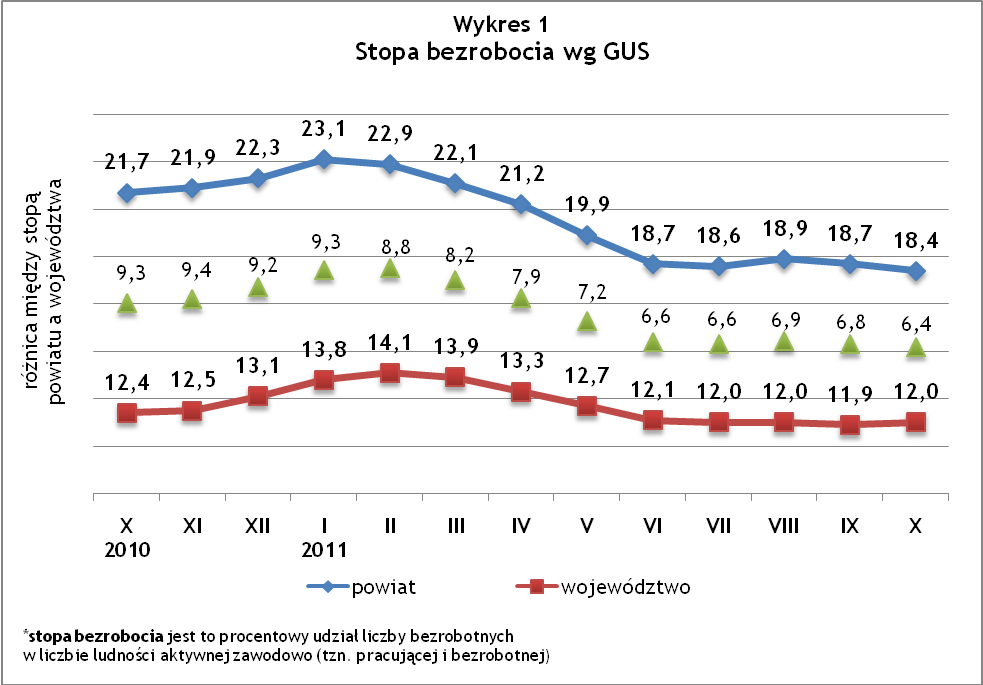 Wykres 1
Stopa bezrobocia wg GUS
różnica między stopą
powiatu a województwa
21,7 21,9 22,3 23,1 22,9 22,1 21,2 19,9 18,7 18,6 18,9 18,7 18,4
9,3 9,4 9,2 9,3 8,8 8,2 7,9 7,2 6,6 6,6 6,9 6,8 6,4
12,4 12,5 13,1 13,8 14,1 13,9 13,3 12,7 12,1 12,0 12,0 11,9 12,0
X XI XII I II III IV V VI VII VIII IX X
2010 2011
powiat województwo
*stopa bezrobocia jest to procentowy udział liczby bezrobotnych
w liczbie ludności aktywnej zawodowo (tzn. pracującej i bezrobotnej)